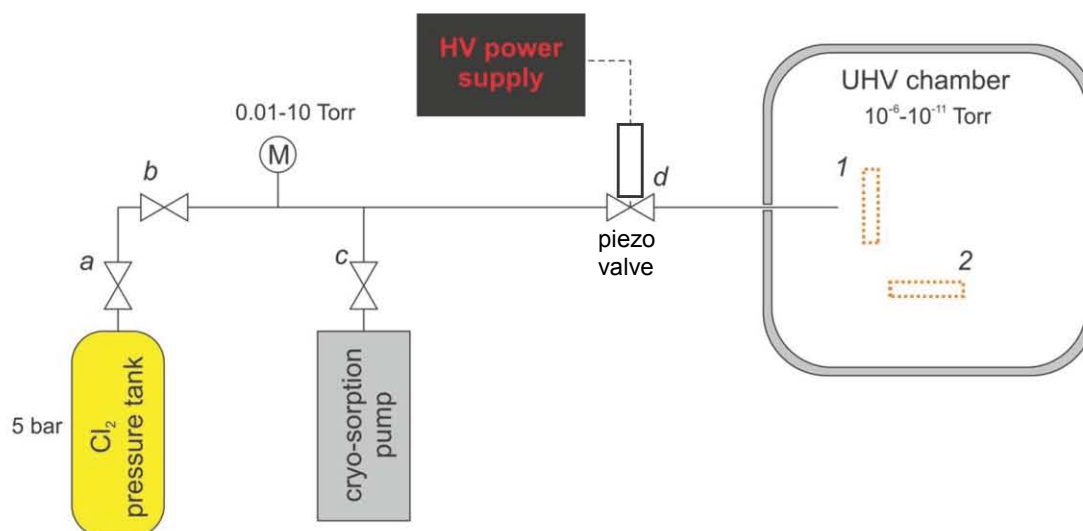 HV power
supply
UHV chamber
10⁻⁶-10⁻¹¹ Torr
0.01-10 Torr
M
b
d
1
a
c
piezo
valve
2
5 bar
Cl₂
pressure tank
cryo-sorption
pump